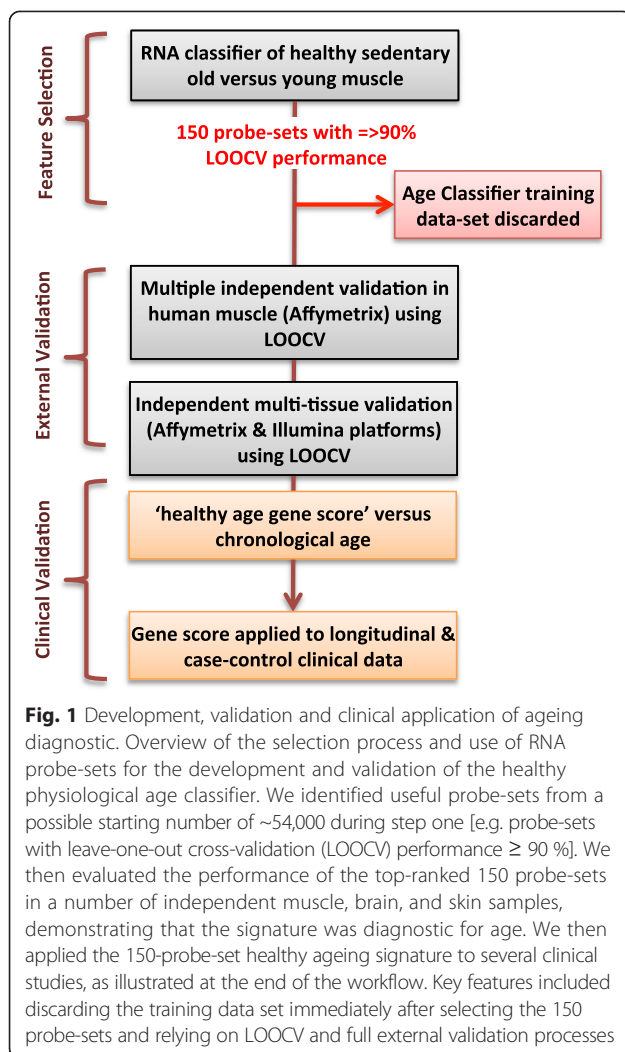 Feature Selection
RNA classifier of healthy sedentary
old versus young muscle
150 probe-sets with =>90%
LOOCV performance
Age Classifier training
data-set discarded
External Validation
Multiple independent validation in
human muscle (Affymetrix) using
LOOCV
Independent multi-tissue validation
(Affymetrix & Illumina platforms)
using LOOCV
Clinical Validation
‘healthy age gene score’ versus
chronological age
Gene score applied to longitudinal &
case-control clinical data
Fig. 1 Development, validation and clinical application of ageing
diagnostic. Overview of the selection process and use of RNA
probe-sets for the development and validation of the healthy
physiological age classifier. We identified useful probe-sets from a
possible starting number of ~54,000 during step one [e.g. probe-sets
with leave-one-out cross-validation (LOOCV) performance ≥ 90 %]. We
then evaluated the performance of the top-ranked 150 probe-sets
in a number of independent muscle, brain, and skin samples,
demonstrating that the signature was diagnostic for age. We then
applied the 150-probe-set healthy ageing signature to several clinical
studies, as illustrated at the end of the workflow. Key features included
discarding the training data set immediately after selecting the 150
probe-sets and relying on LOOCV and full external validation processes